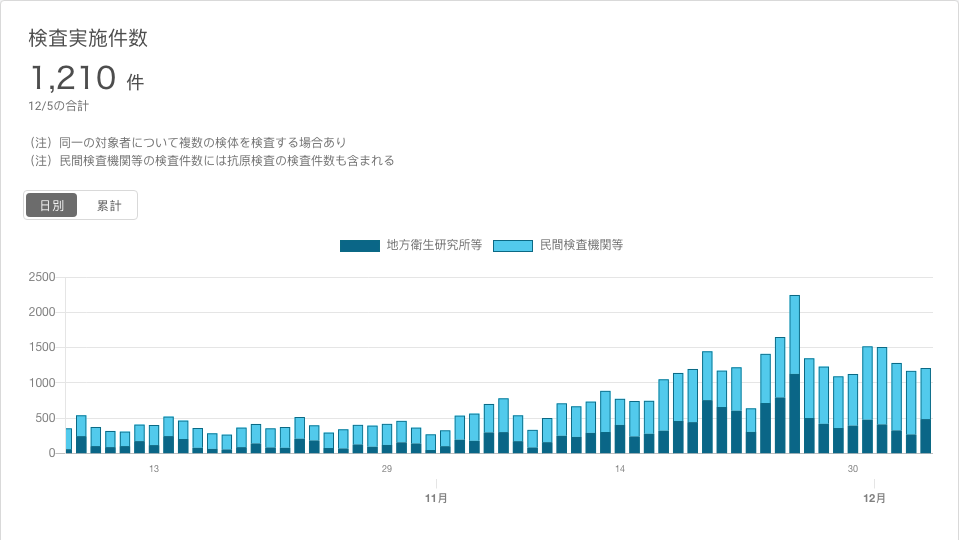 検査実施件数
1,210 件
12/5の合計
（注）同一の対象者について複数の検体を検査する場合あり
（注）民間検査機関等の検査件数には抗原検査の検査件数も含まれる
日別 累計
地方衛生研究所等 民間検査機関等
2500
2000
1500
1000
500
0
13 29 14 30
11月 12月